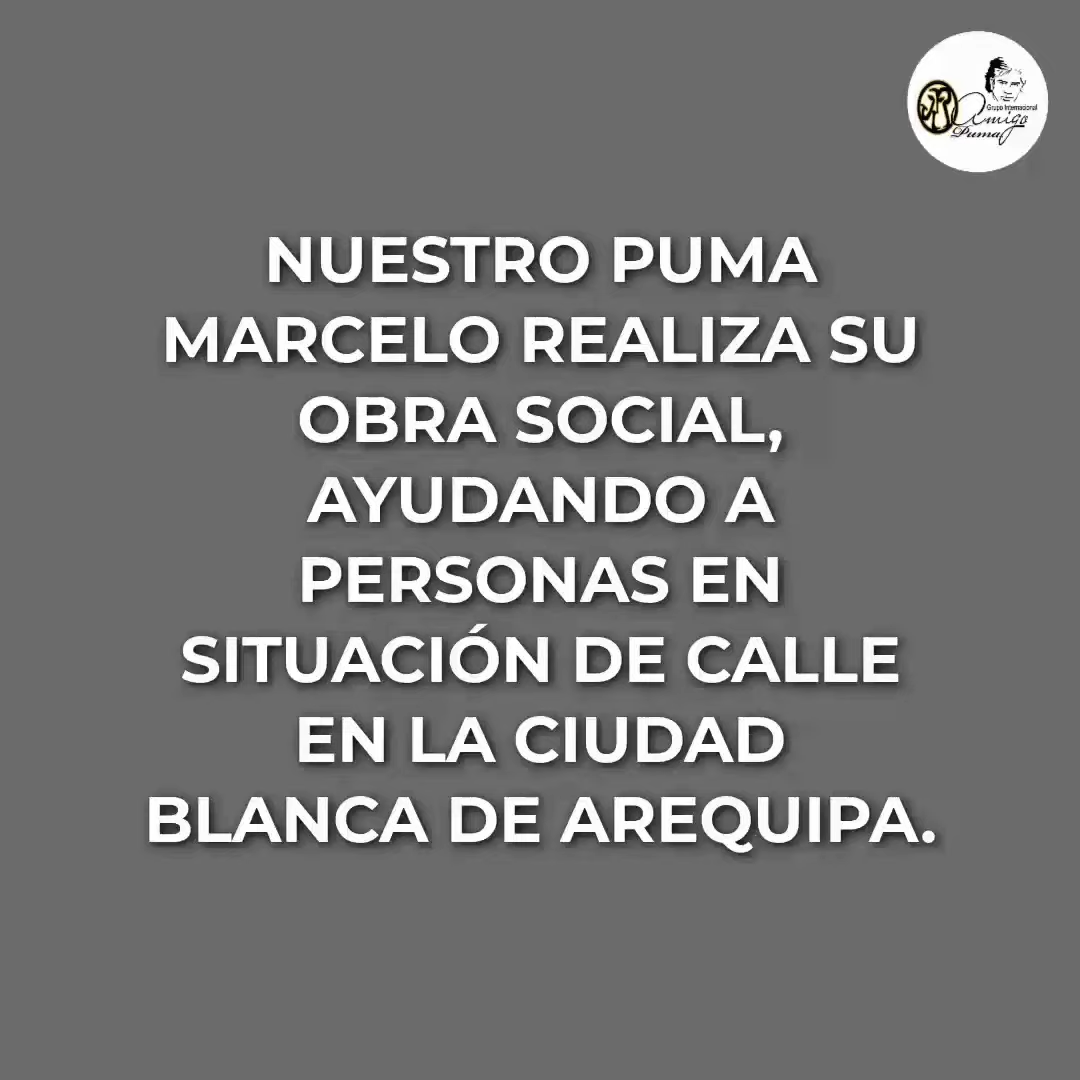 Grupo Internacional
Amigo
Puma
NUESTRO PUMA
MARCELO REALIZA SU
OBRA SOCIAL,
AYUDANDO A
PERSONAS EN
SITUACIÓN DE CALLE
EN LA CIUDAD
BLANCA DE AREQUIPA.